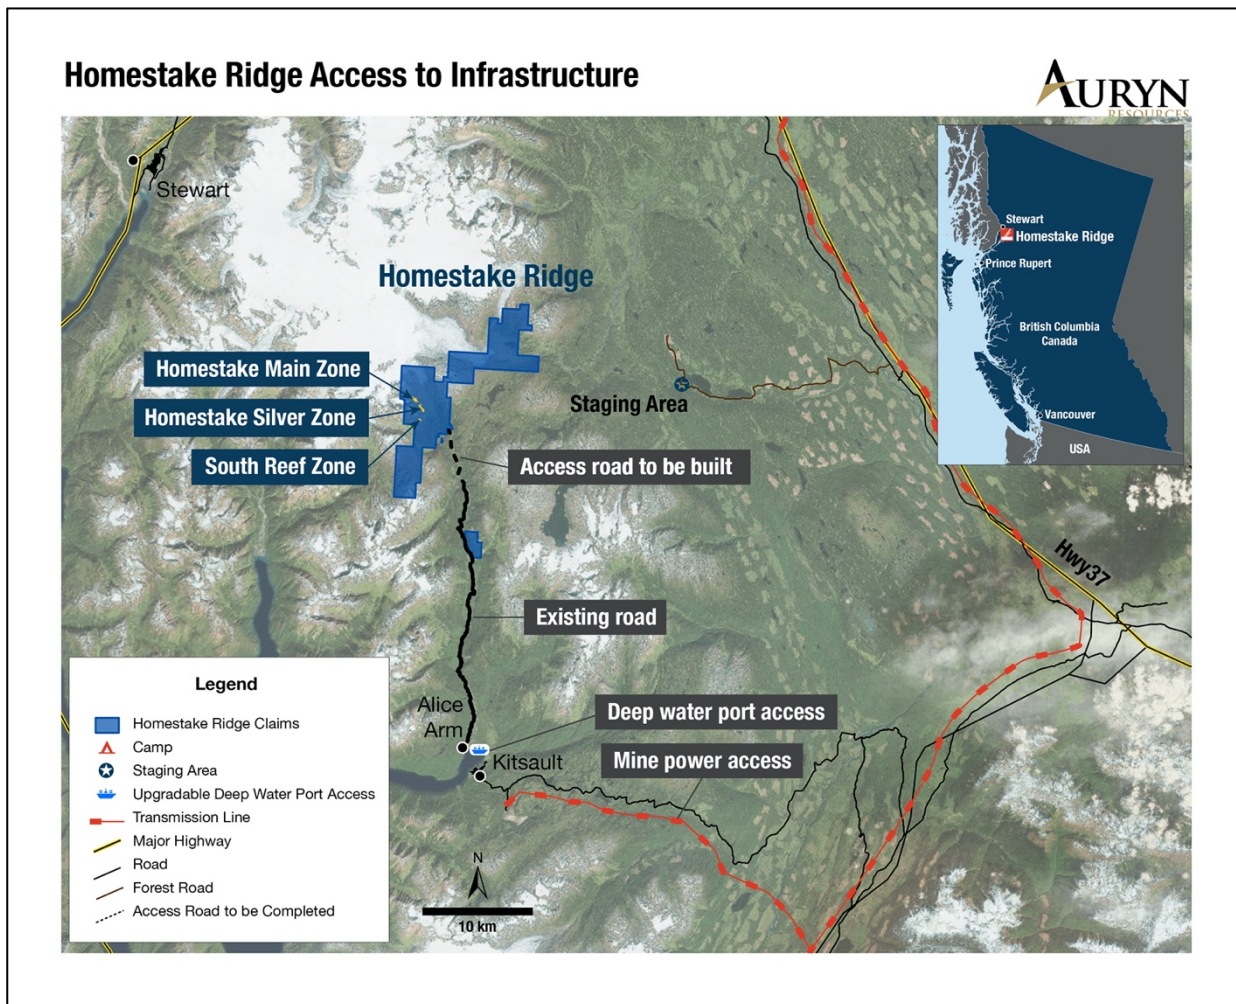 Homestake Ridge Access to Infrastructure
AURYN
RESOURCES
Stewart
Homestake Ridge
Homestake Main Zone
Homestake Silver Zone
South Reef Zone
Staging Area
Access road to be built
Existing road
Hwy37
Alice
Arm
Kitsault
Deep water port access
Mine power access
Stewart
Homestake Ridge
Prince Rupert
British Columbia
Canada
Vancouver
USA
Legend
Homestake Ridge Claims
Camp
Staging Area
Upgradable Deep Water Port Access
Transmission Line
Major Highway
Road
Forest Road
Access Road to be Completed
N
10 km